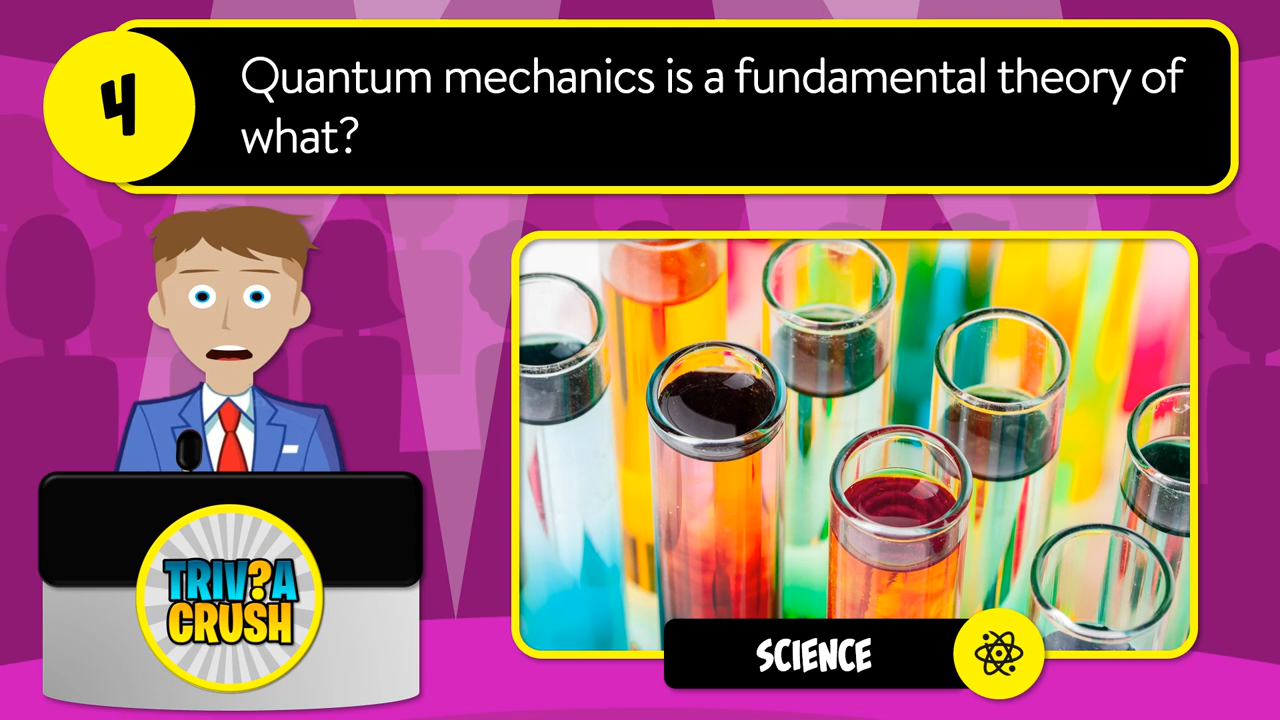 4
Quantum mechanics is a fundamental theory of
what?
TRIV?A
CRUSH
SCIENCE